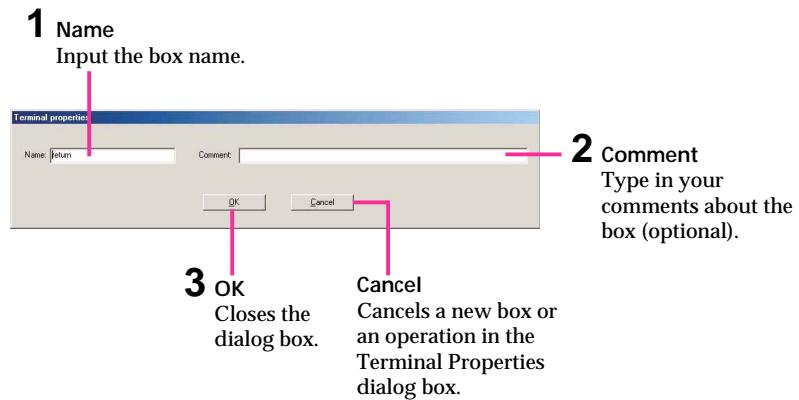 1 Name
Input the box name.
Terminal properties
Name: return
Comment:
OK
Cancel
2 Comment
Type in your
comments about the
box (optional).
3 OK
Closes the
dialog box.
Cancel
Cancels a new box or
an operation in the
Terminal Properties
dialog box.